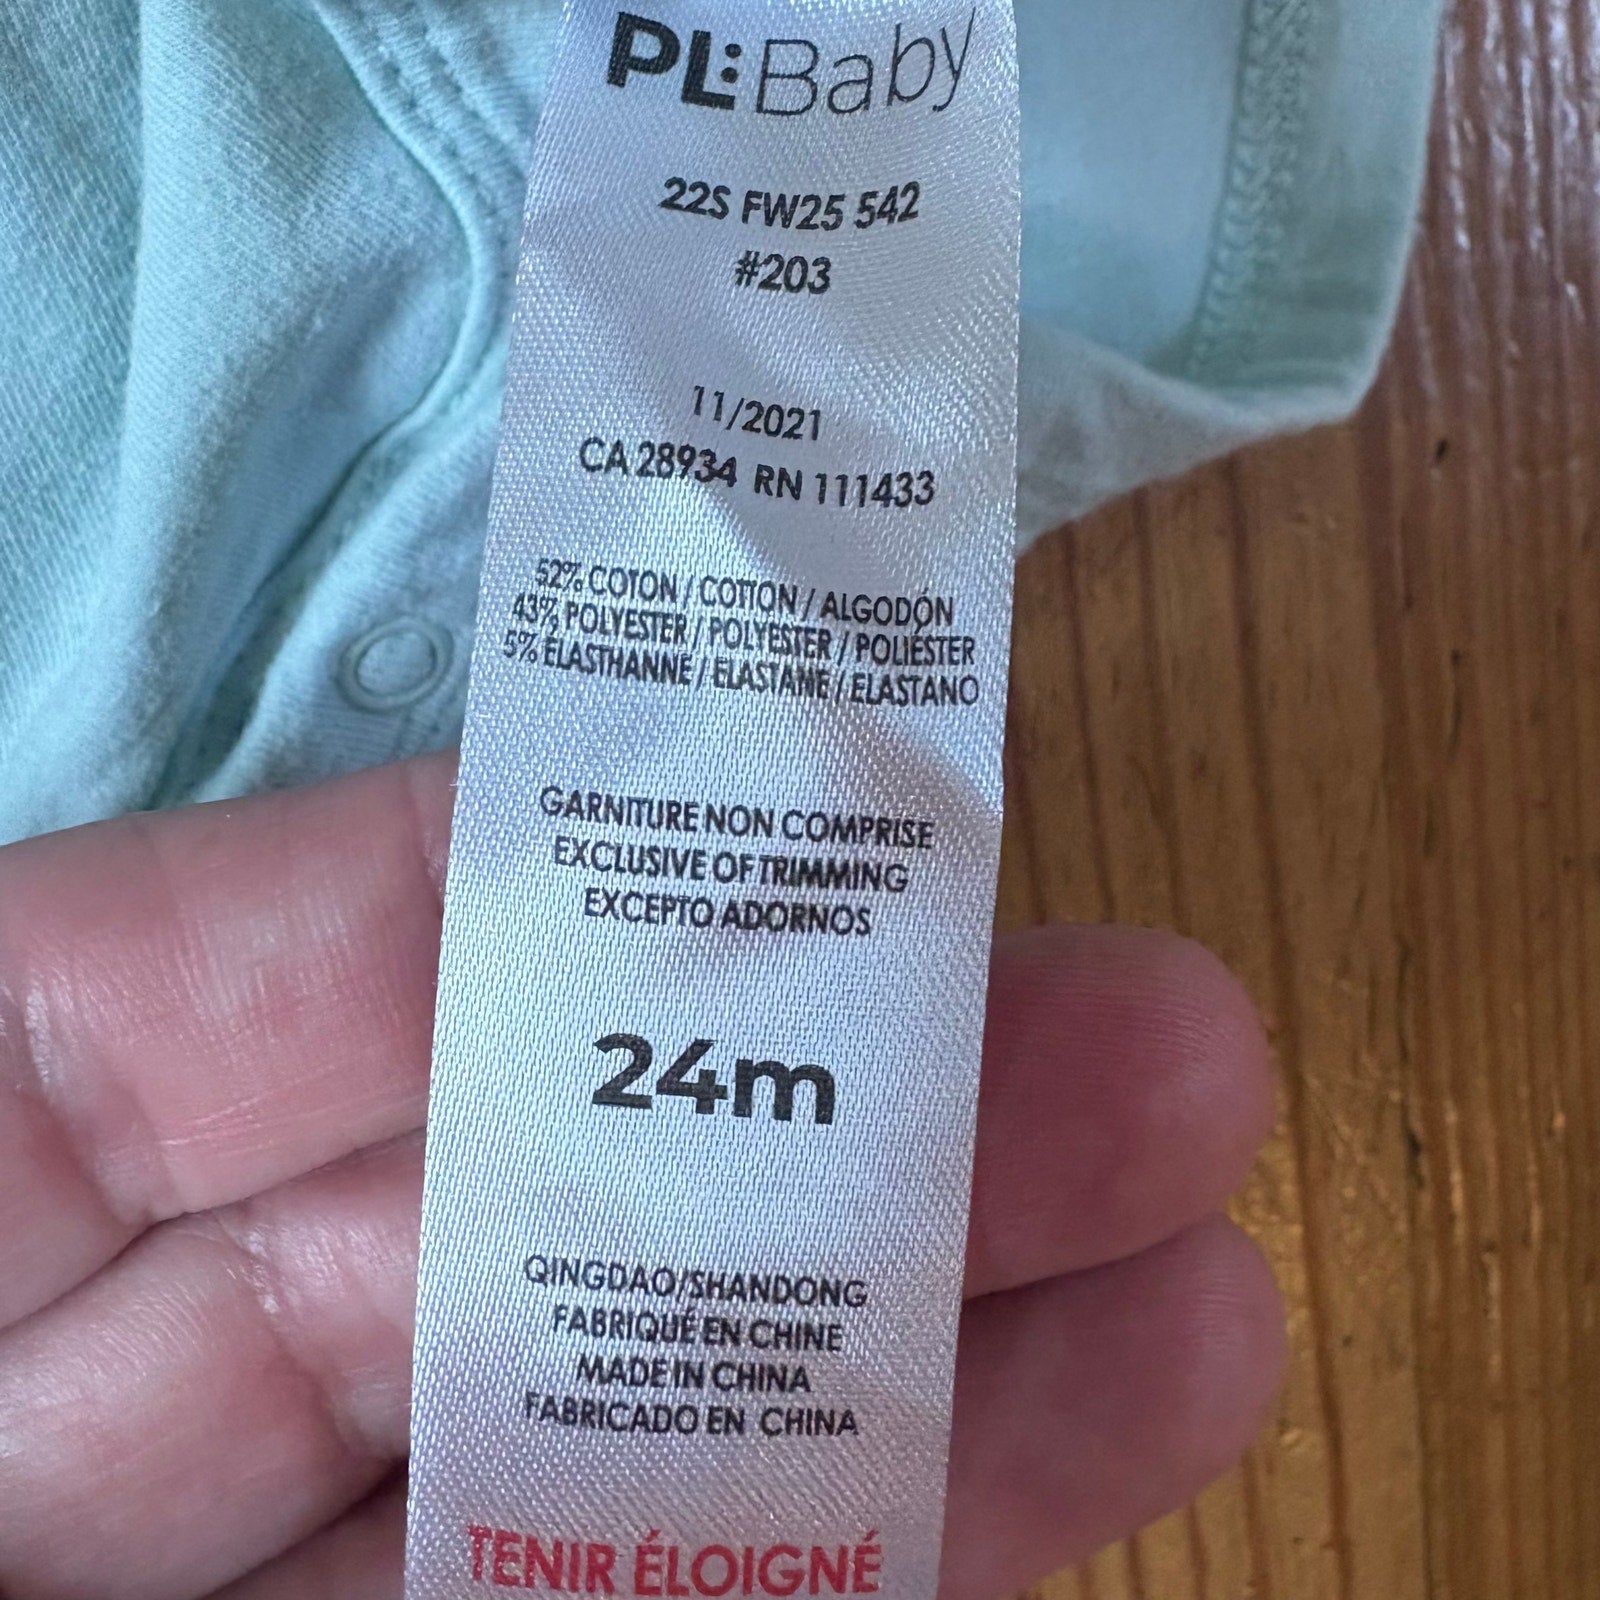 PL: Baby
22S FW25 542
#203
11/2021
CA 28934 RN 111433
52% COTON / COTTON / ALGODÓN
43% POLYESTER / POLYESTER / POLIÉSTER
5% ÉLASTHANNE / ELASTANE / ELASTANO
GARNITURE NON COMPRISE
EXCLUSIVE OF TRIMMING
EXCEPTO ADORNOS
24m
QINGDAO/SHANDONG
FABRIQUÉ EN CHINE
MADE IN CHINA
FABRICADO EN CHINA
TENIR ÉLOIGNÉ